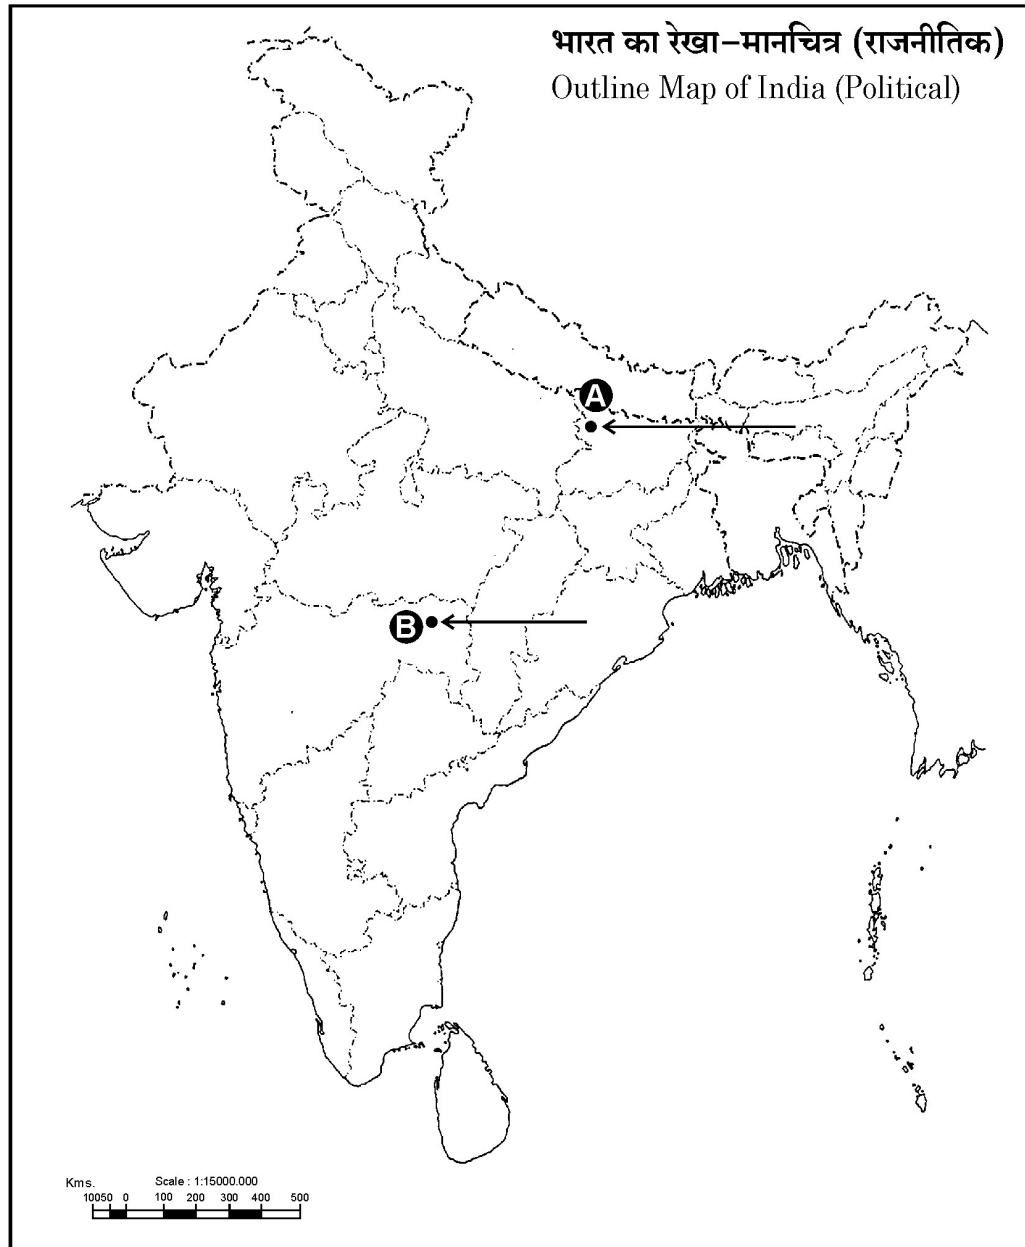 भारत का रेखा-मानचित्र (राजनीतिक)
Outline Map of India (Political)
A
B
Kms.
Scale : 1:15000.000
10050 0 100 200 300 400 500